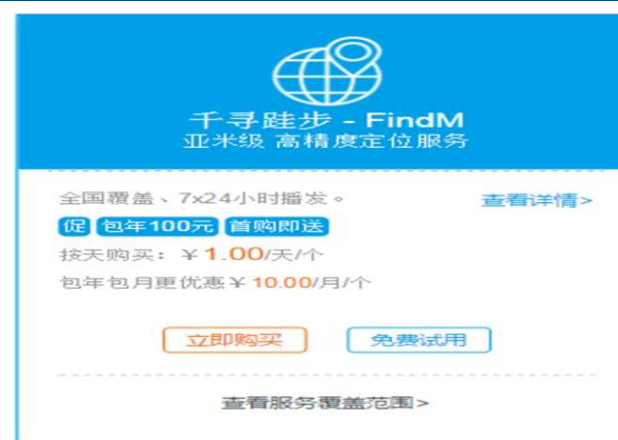 千寻跬步 - FindM
亚米级 高精度定位服务
全国覆盖、7x24小时播发。 查看详情>
促 包年100元 首购即送
按天购买：￥1.00/天/个
包年包月更优惠￥10.00/月/个
立即购买 免费试用
查看服务覆盖范围>